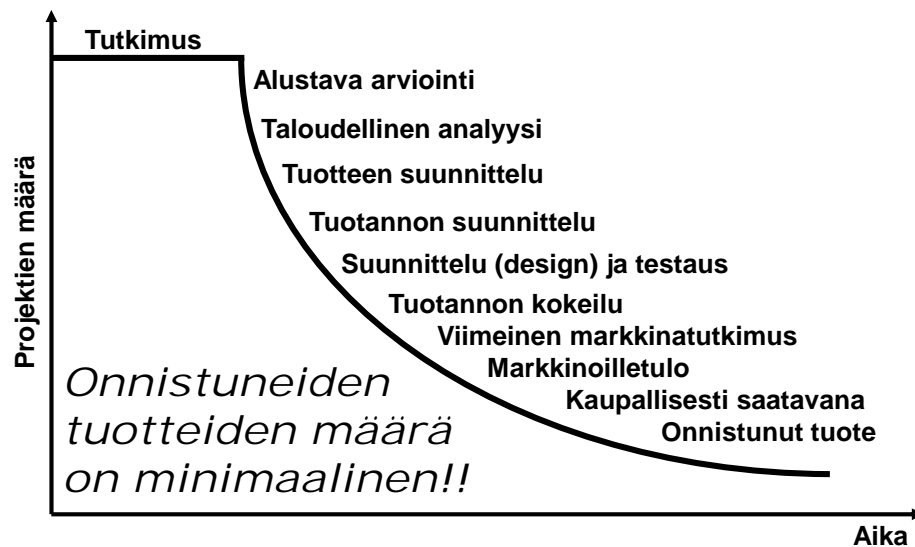 Tutkimus
Alustava arviointi
Taloudellinen analyysi
Tuotteen suunnittelu
Tuotannon suunnittelu
Suunnittelu (design) ja testaus
Tuotannon kokeilu
Viimeinen markkinatutkimus
Markkinoilletulo
Kaupallisesti saatavana
Onnistunut tuote
Projektien määrä
Onnistuneiden
tuotteiden määrä
on minimaalinen!!
Aika